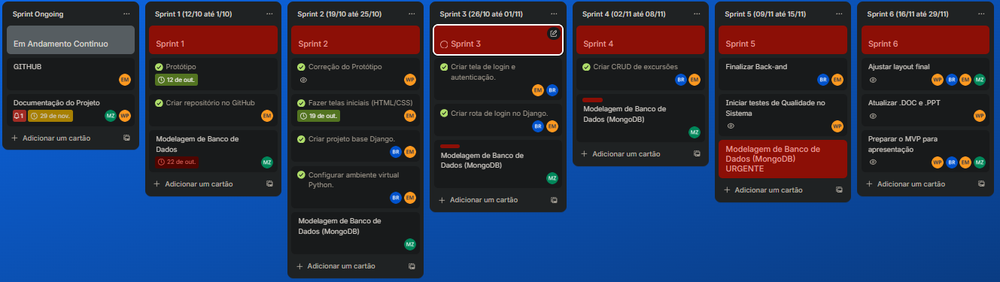 Sprint Ongoing
Em Andamento Continuo
GITHUB
EM
Documentação do Projeto
1
29 de nov.
MZ
WP
Adicionar um cartão
Sprint 1 (12/10 até 1/10)
Sprint 1
Protótipo
12 de out.
Criar repositório no GitHub
EM
Modelagem de Banco de
Dados
22 de out.
MZ
Adicionar um cartão
Sprint 2 (19/10 até 25/10)
Sprint 2
Correção do Protótipo
WP
Fazer telas iniciais (HTML/CSS)
19 de out.
EM
Criar projeto base Django.
BR
EM
Configurar ambiente virtual
Python.
BR
EM
Modelagem de Banco de
Dados (MongoDB)
MZ
Adicionar um cartão
Sprint 3 (26/10 até 01/11)
Sprint 3
Criar tela de login e
autenticação.
EM
BR
Criar rota de login no Django.
BR
EM
Modelagem de Banco de
Dados (MongoDB)
MZ
Adicionar um cartão
Sprint 4 (02/11 até 08/11)
Sprint 4
Criar CRUD de excursões
BR
EM
Modelagem de Banco de
Dados (MongoDB)
MZ
Adicionar um cartão
Sprint 5 (09/11 até 15/11)
Sprint 5
Finalizar Back-and
BR
EM
Iniciar testes de Qualidade no
Sistema
WP
Modelagem de Banco de
Dados (MongoDB)
URGENTE
Adicionar um cartão
Sprint 6 (16/11 até 29/11)
Sprint 6
Ajustar layout final
WP
BR
EM
MZ
Atualizar .DOC e .PPT
WP
Preparar o MVP para
apresentação
WP
BR
EM
MZ
Adicionar um cartão